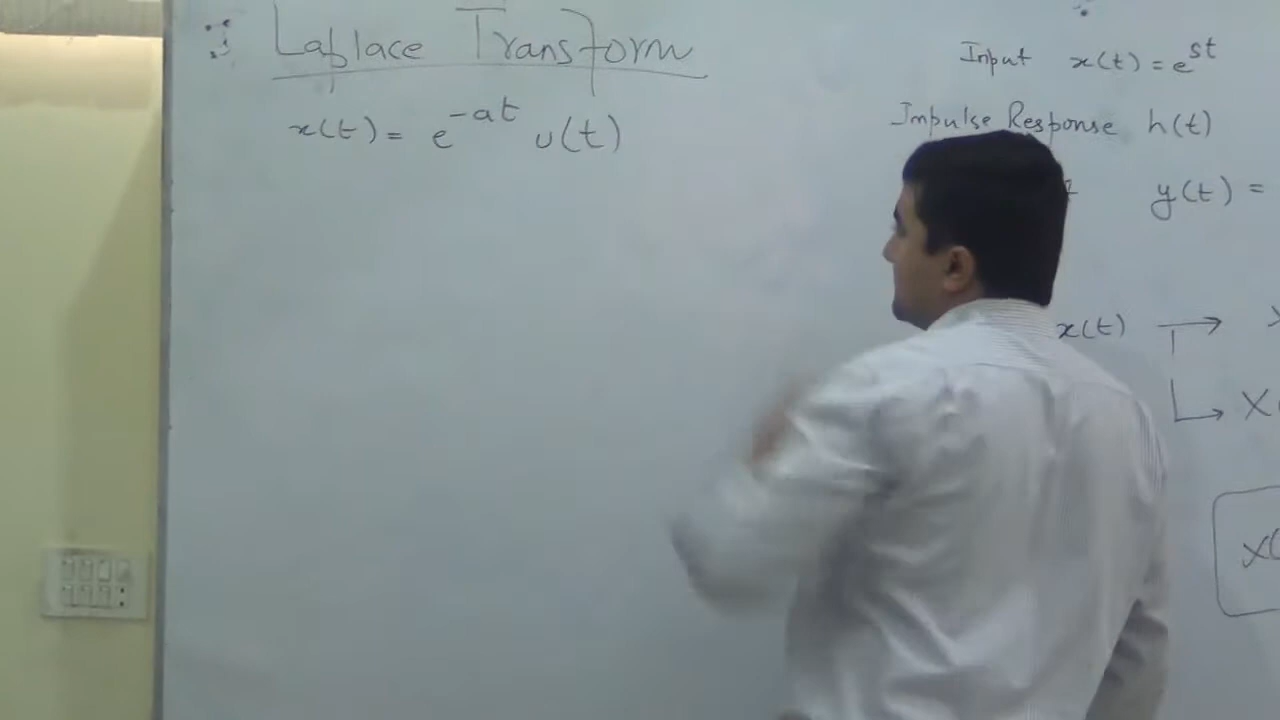 Laplace Transform
x(t) = e^{-at} u(t)
Input x(t) = e^{st}
Impulse Response h(t)
y(t) =
x(t) →
↳ X(
X(